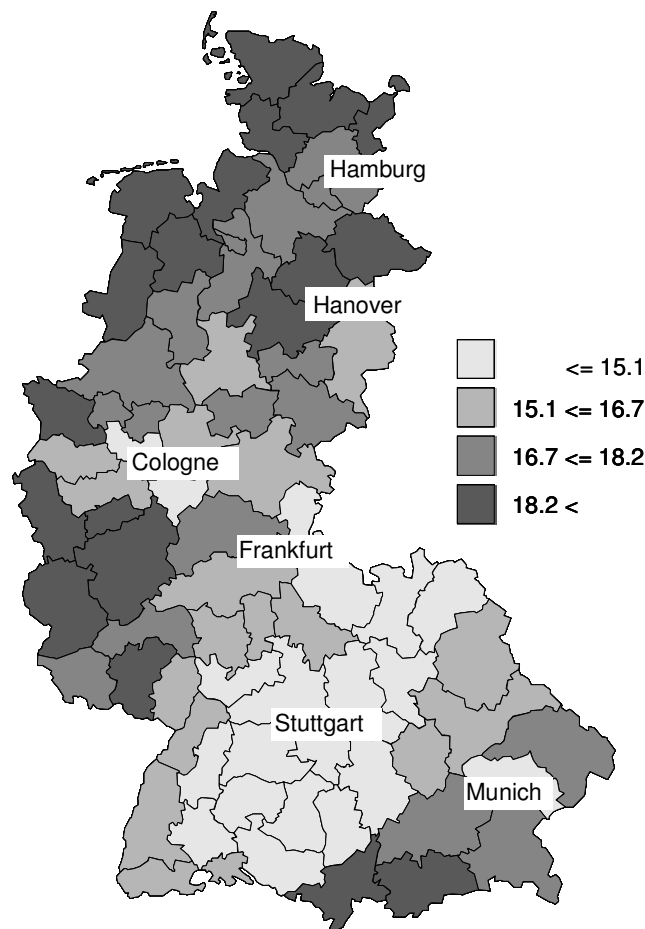 Hamburg
Hanover
<= 15.1
15.1 <= 16.7
Cologne
16.7 <= 18.2
18.2 <
Frankfurt
Stuttgart
Munich